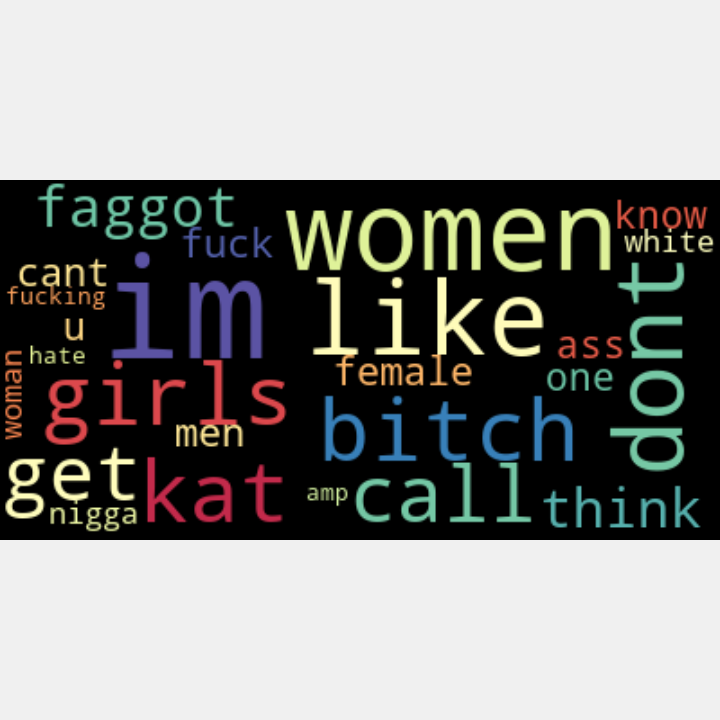 faggot
women
know
fuck
white
cant
fucking
im
like
dont
u
ass
hate
female
one
woman
girls
bitch
men
get
kat
amp
call
think
nigga